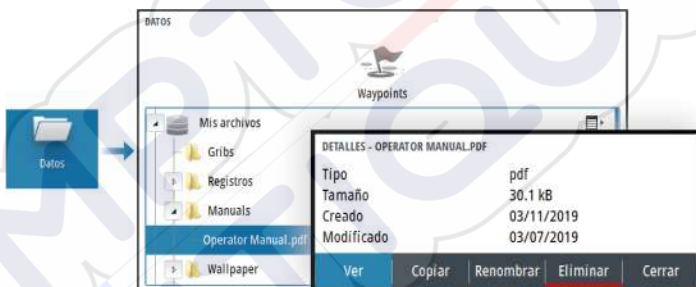 DATOS
Waypoints
Datos
Mis archivos
Gribs
Registros
Manuals
Operator Manual.pdf
Wallpaper
DETALLES - OPERATOR MANUAL.PDF
Tipo pdf
Tamaño 30.1 kB
Creado 03/11/2019
Modificado 03/07/2019
Ver Copiar Renombrar Eliminar Cerrar